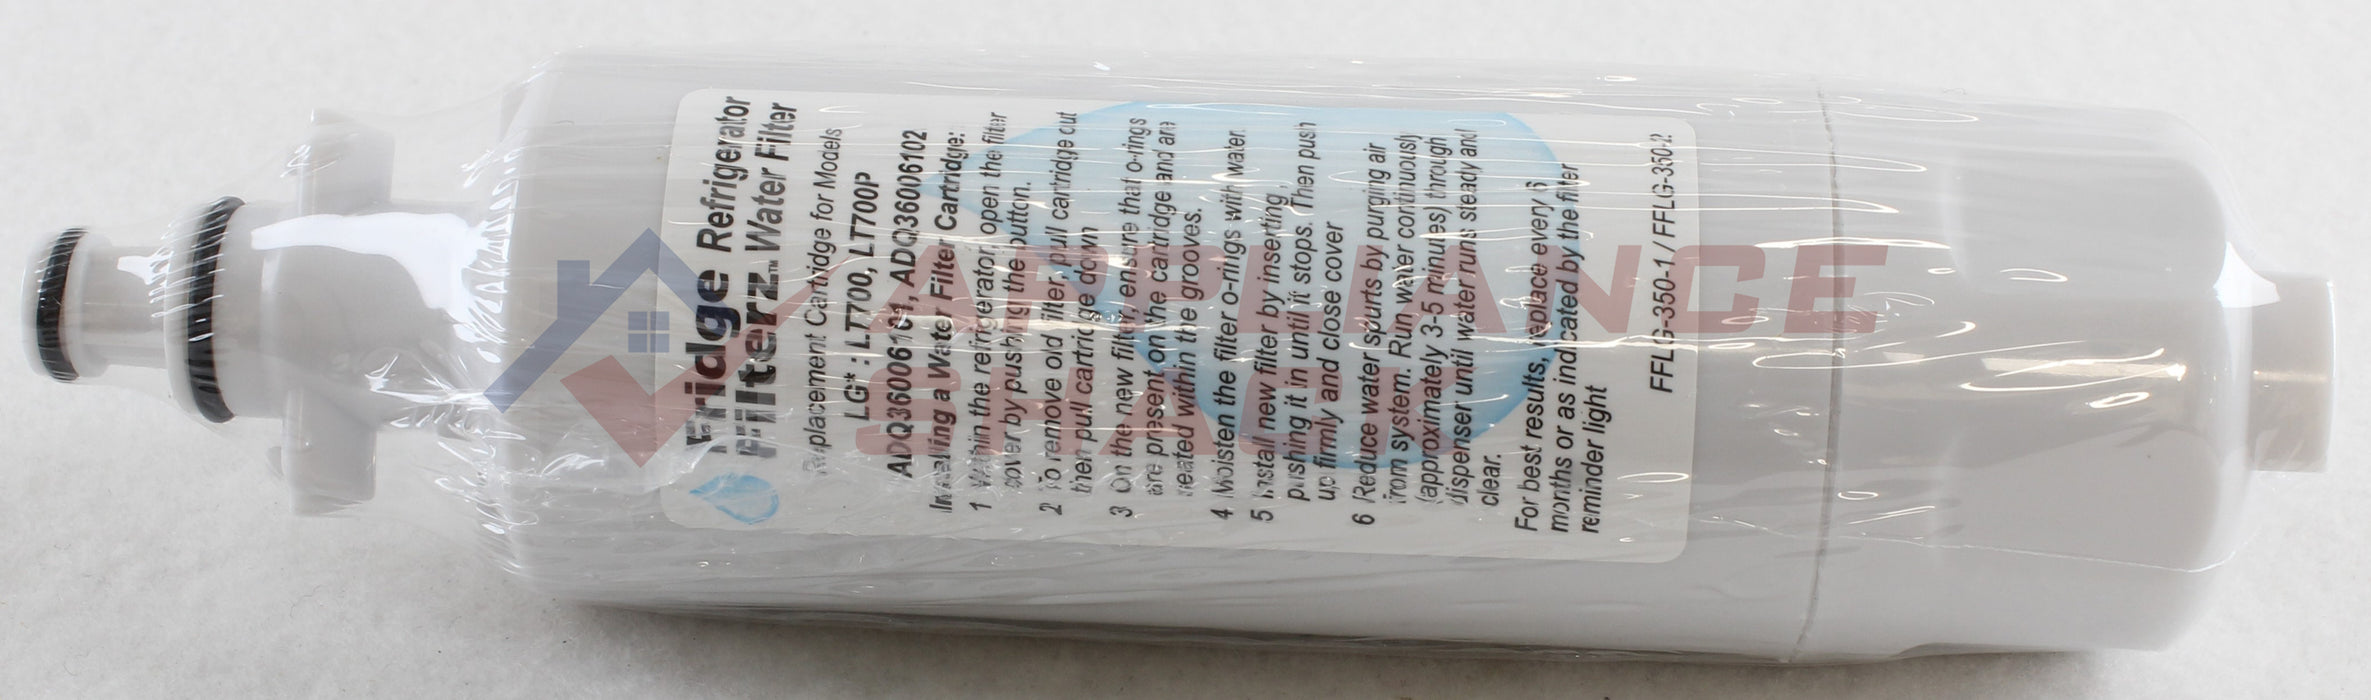 Fridge Refrigerator
Filterz™ Water Filter
Replacement Cartridge for Models
LG* : LT700, LT700P
ADQ36006101, ADQ36006102
Installing a Water Filter Cartridge:
1 Within the refrigerator, open the filter
cover by pushing the button.
2 To remove old filter, pull cartridge out
then pull cartridge down
3 On the new filter, ensure that o-rings
are present on the cartridge and are
seated within the grooves.
4 Moisten the filter o-rings with water.
5 Install new filter by inserting,
pushing it in until it stops. Then push
up firmly and close cover
6 Reduce water spurts by purging air
from system. Run water continuously
(approximately 3-5 minutes) through
dispenser until water runs steady and
clear.
For best results, replace every 6
months or as indicated by the filter
reminder light
FFLG-350-1 / FFLG-350-2
APPLIANCE
SHACK